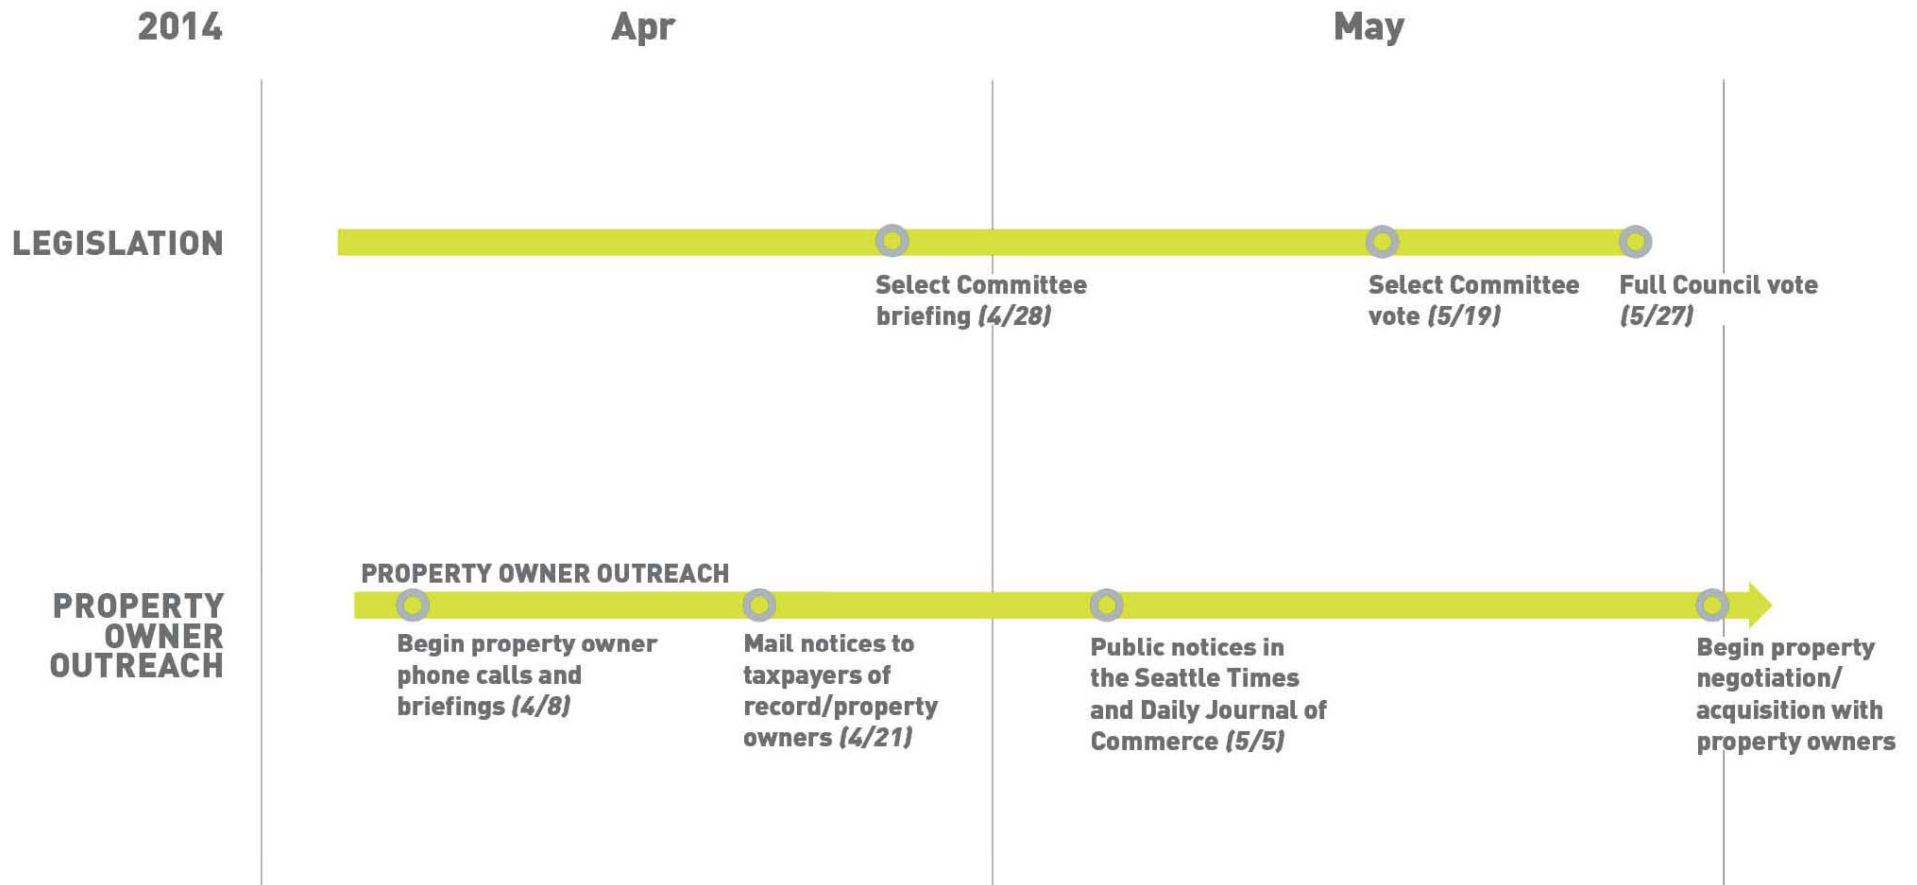 2014
Apr
May
LEGISLATION
Select Committee
briefing (4/28)
Select Committee
vote (5/19)
Full Council vote
(5/27)
PROPERTY
OWNER
OUTREACH
PROPERTY OWNER OUTREACH
Begin property owner
phone calls and
briefings (4/8)
Mail notices to
taxpayers of
record/property
owners (4/21)
Public notices in
the Seattle Times
and Daily Journal of
Commerce (5/5)
Begin property
negotiation/
acquisition with
property owners